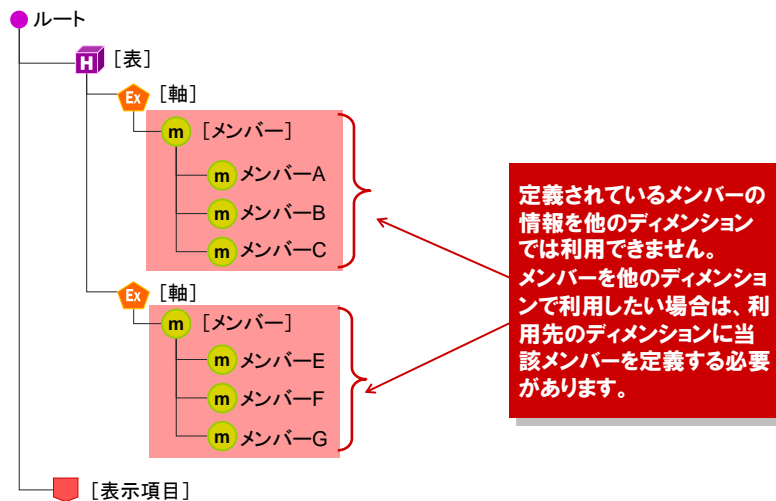 ルート
H [表]
Ex [軸]
m [メンバー]
m メンバーA
m メンバーB
m メンバーC
Ex [軸]
m [メンバー]
m メンバーE
m メンバーF
m メンバーG
[表示項目]
定義されているメンバーの
情報を他のディメンション
では利用できません。
メンバーを他のディメンショ
ンで利用したい場合は、利
用先のディメンションに当
該メンバーを定義する必要
があります。